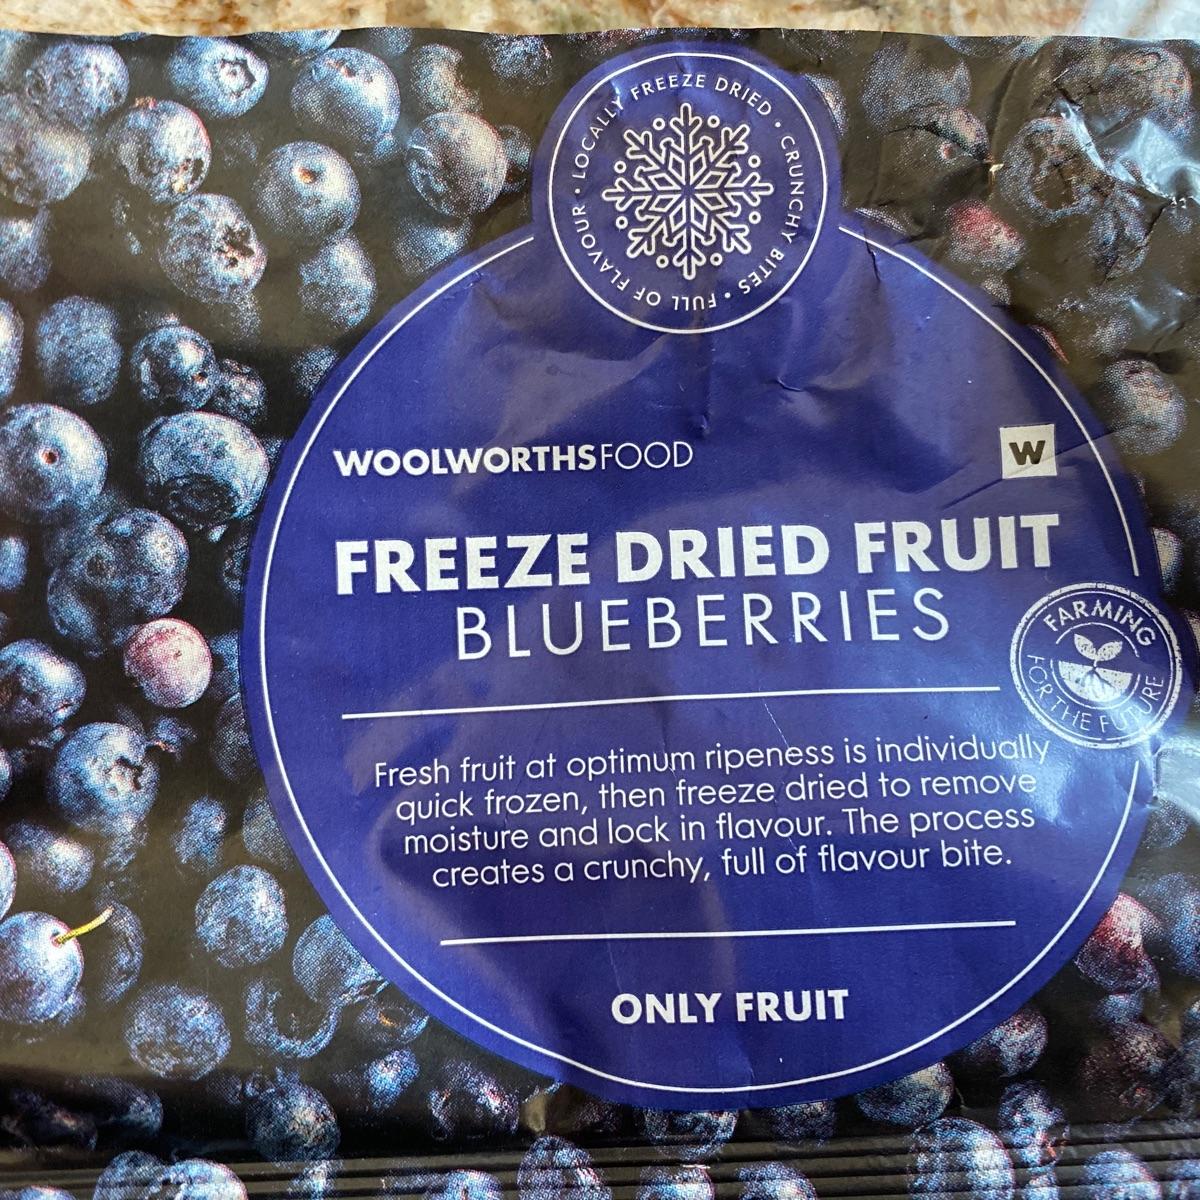 LOCALLY FREEZE DRIED • CRUNCHY BITES • FULL OF FLAVOUR •
WOOLWORTHSFOOD
W
FREEZE DRIED FRUIT
BLUEBERRIES
FARMING
FOR THE FUTURE
Fresh fruit at optimum ripeness is individually
quick frozen, then freeze dried to remove
moisture and lock in flavour. The process
creates a crunchy, full of flavour bite.
ONLY FRUIT